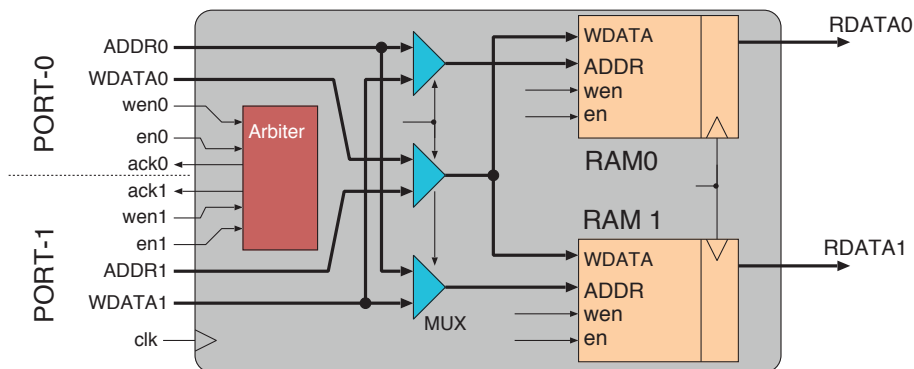 PORT-0
ADDR0
WDATA0
wen0
en0
ack0
PORT-1
ack1
wen1
en1
ADDR1
WDATA1
clk
Arbiter
MUX
WDATA
ADDR
wen
en
RAM0
RAM 1
WDATA
ADDR
wen
en
RDATA0
RDATA1